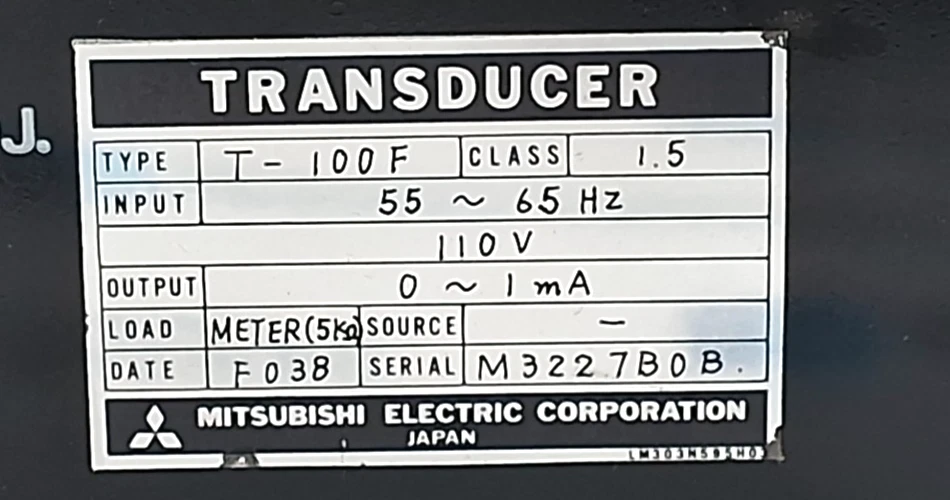 J.
TRANSDUCER
TYPE T-100F CLASS 1.5
INPUT 55 ~ 65 Hz
110 V
OUTPUT 0 ~ 1 mA
LOAD METER(5kΩ) SOURCE —
DATE F038 SERIAL M3227B0B.
MITSUBISHI ELECTRIC CORPORATION
JAPAN